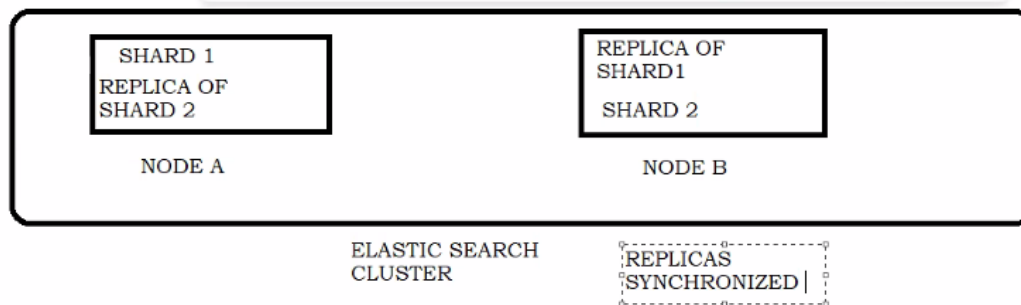 SHARD 1
REPLICA OF
SHARD 2
NODE A
REPLICA OF
SHARD1
SHARD 2
NODE B
ELASTIC SEARCH
CLUSTER
REPLICAS
SYNCHRONIZED